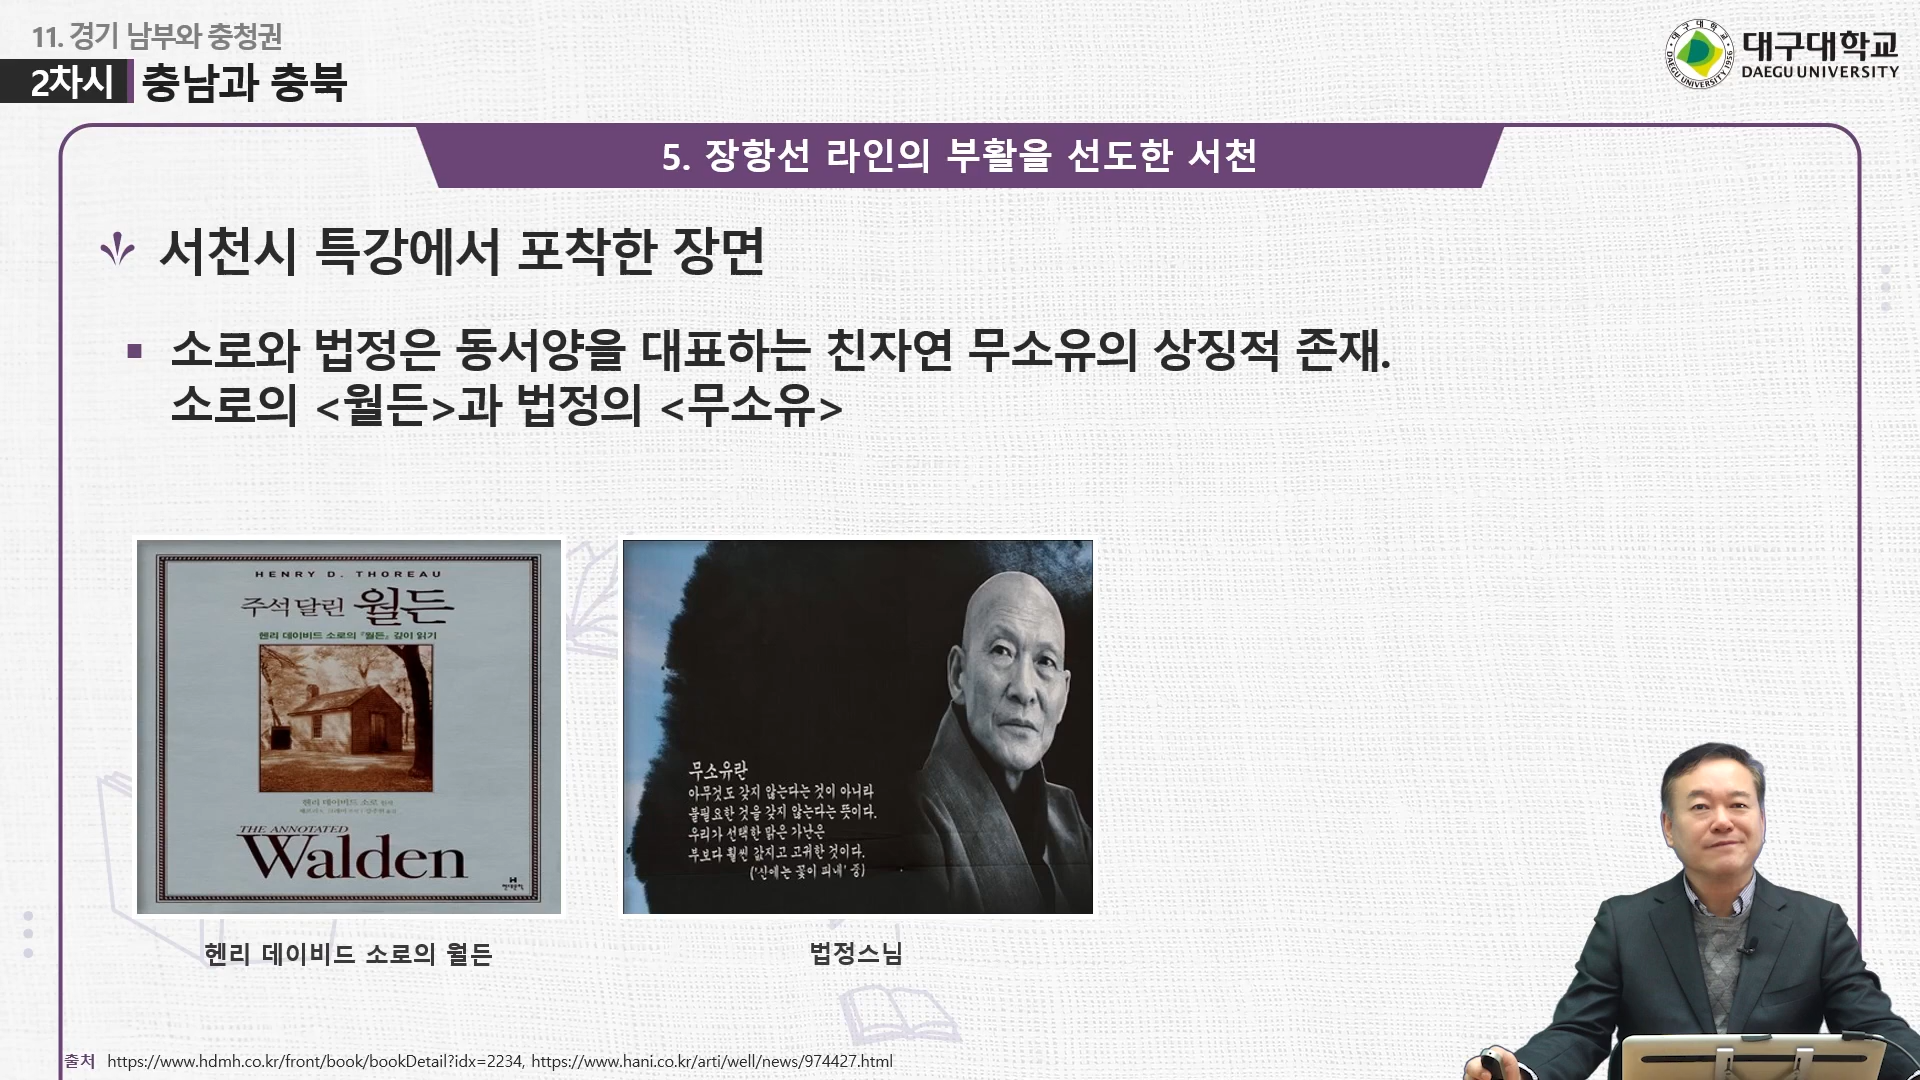 11. 경기 남부와 충청권
2차시 충남과 충북
대구대학교
DAEGU UNIVERSITY
5. 장항선 라인의 부활을 선도한 서천
서천시 특강에서 포착한 장면
소로와 법정은 동서양을 대표하는 친자연 무소유의 상징적 존재.
소로의 <월든>과 법정의 <무소유>
HENRY D. THOREAU
주석 달린 월든
헨리 데이비드 소로의 『월든』 깊이 읽기
헨리 데이비드 소로
THE ANNOTATED
Walden
무소유란
아무것도 갖지 않는다는 것이 아니라
불필요한 것을 갖지 않는다는 뜻이다.
우리가 선택한 맑은 가난은
부보다 훨씬 값지고 고귀한 것이다.
('산에는 꽃이 피네' 중)
헨리 데이비드 소로의 월든
법정스님
출처 https://www.hdmh.co.kr/front/book/bookDetail?idx=2234, https://www.hani.co.kr/arti/well/news/974427.html